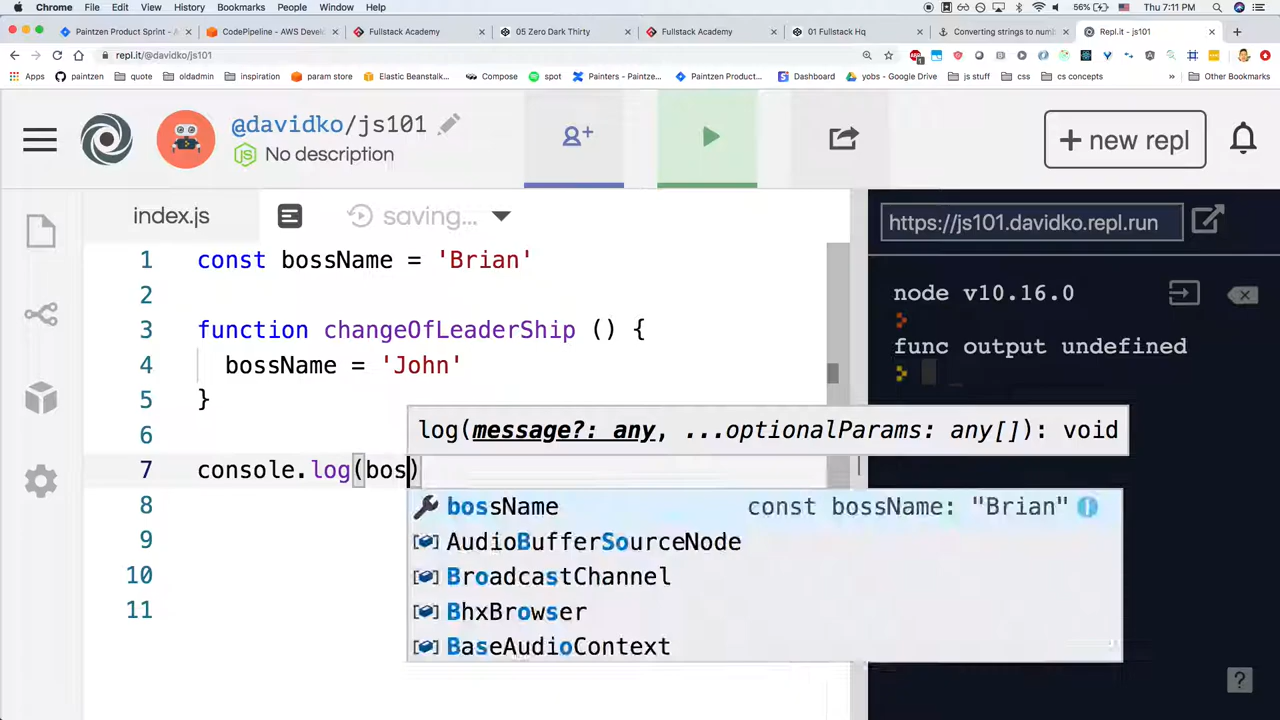 Chrome File Edit View History Bookmarks People Window Help 56% Thu 7:11 PM
Paintzen Product Sprint - A CodePipeline - AWS Devel Fullstack Academy 05 Zero Dark Thirty Fullstack Academy 01 Fullstack Hq Converting strings to numb Repl.it - js101
repl.it/@davidko/js101
Apps paintzen quote oldadmin inspiration param store Elastic Beanstalk... Compose spot Painters - Paintze... Paintzen Product... Dashboard yobs - Google Drive js stuff css cs concepts » Other Bookmarks
@davidko/js101
No description
+ new repl
index.js
saving...
https://js101.davidko.repl.run
1 const bossName = 'Brian'
2
3 function changeOfLeaderShip () {
4 bossName = 'John'
5 }
6
7 console.log(bos)
8
9
10
11
log(message?: any, ...optionalParams: any[]): void
bossName const bossName: "Brian"
AudioBufferSourceNode
BroadcastChannel
BhxBrowser
BaseAudioContext
node v10.16.0
func output undefined
?